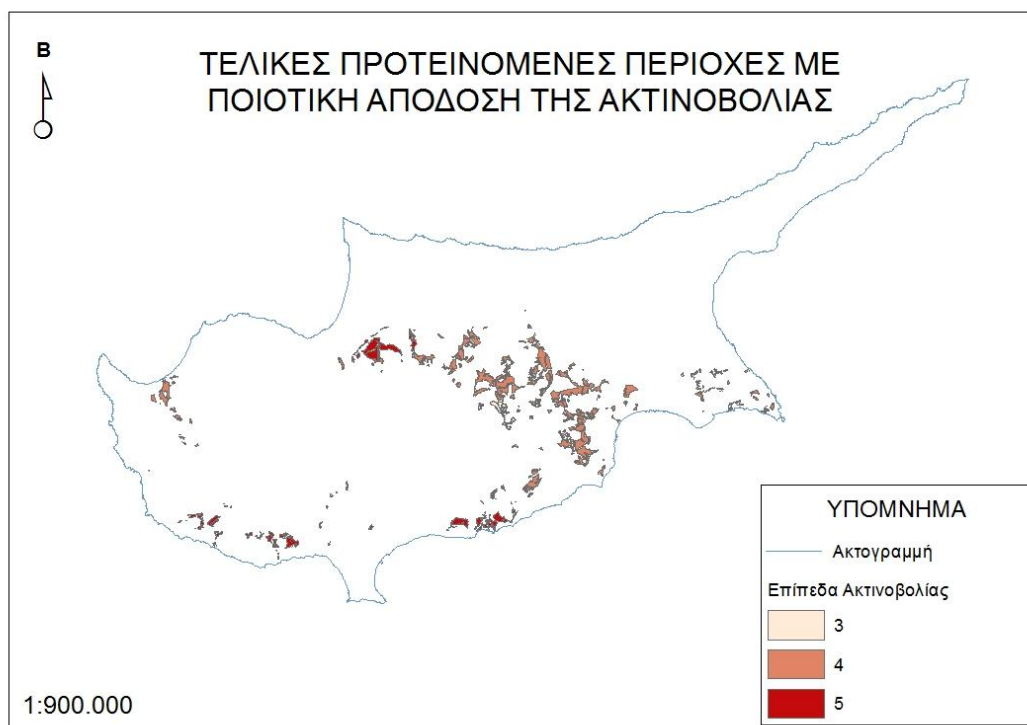 Β
ΤΕΛΙΚΕΣ ΠΡΟΤΕΙΝΟΜΕΝΕΣ ΠΕΡΙΟΧΕΣ ΜΕ
ΠΟΙΟΤΙΚΗ ΑΠΟΔΟΣΗ ΤΗΣ ΑΚΤΙΝΟΒΟΛΙΑΣ
ΥΠΟΜΝΗΜΑ
Ακτογραμμή
Επίπεδα Ακτινοβολίας
3
4
5
1:900.000